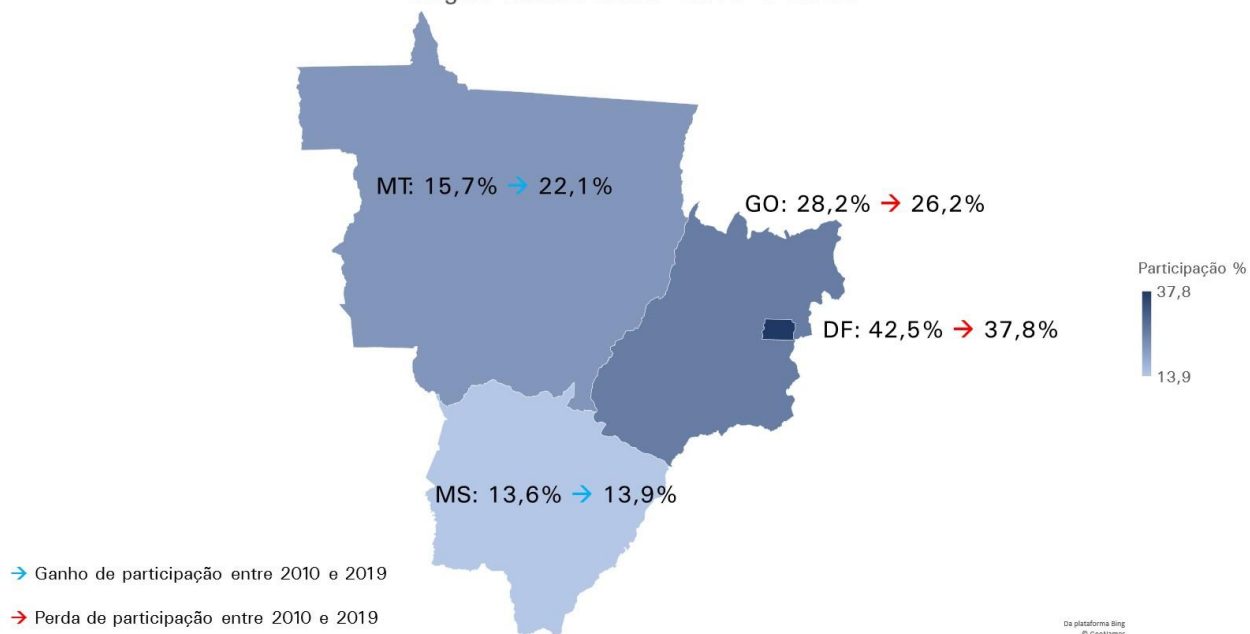 MT: 15,7% → 22,1%
GO: 28,2% → 26,2%
Participação %
37,8
DF: 42,5% → 37,8%
13,9
MS: 13,6% → 13,9%
→ Ganho de participação entre 2010 e 2019
→ Perda de participação entre 2010 e 2019
Da plataforma Bing
© GeoNames